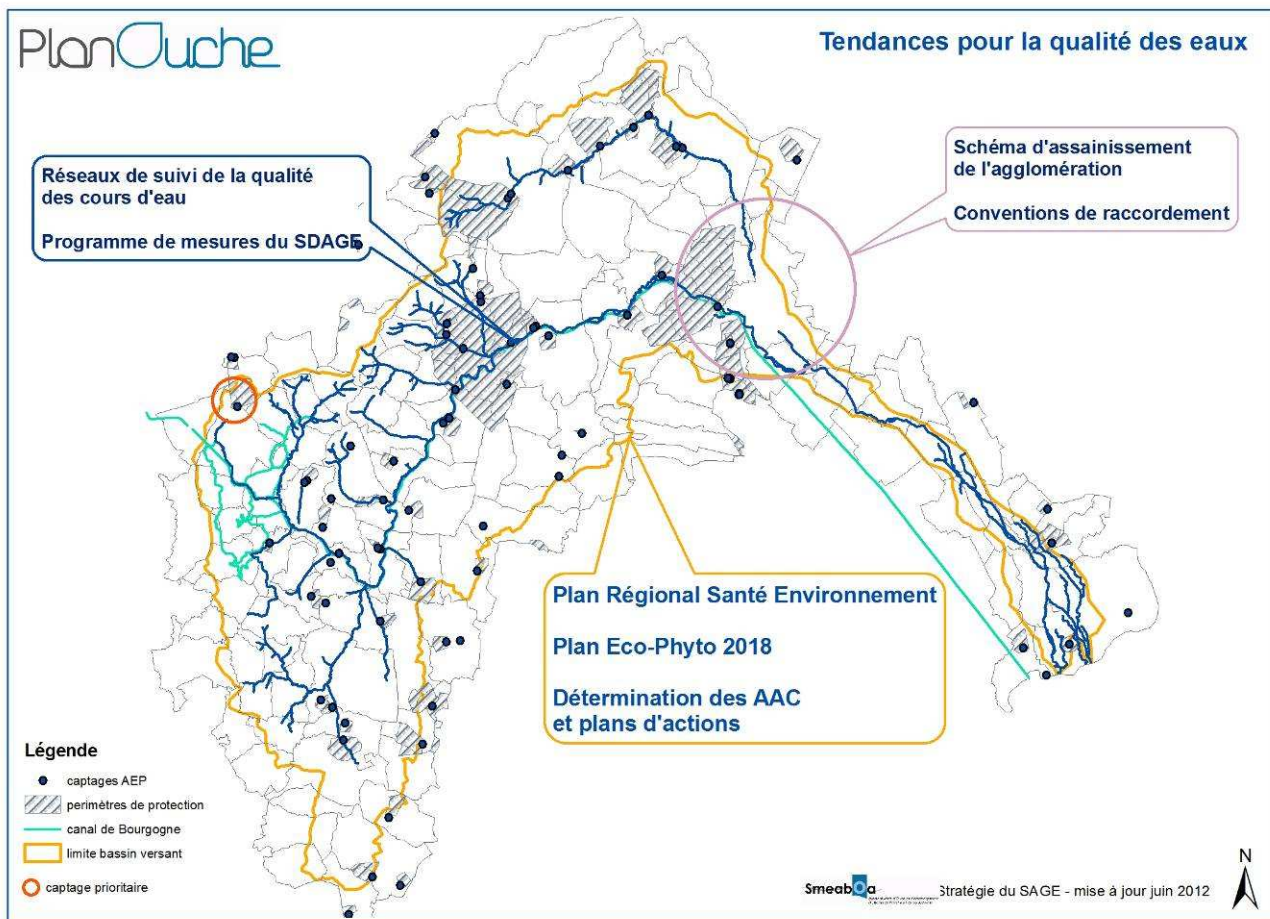 PlanOuche
Tendances pour la qualité des eaux
Réseaux de suivi de la qualité
des cours d'eau
Programme de mesures du SDAGE
Schéma d'assainissement
de l'agglomération
Conventions de raccordement
Plan Régional Santé Environnement
Plan Eco-Phyto 2018
Détermination des AAC
et plans d'actions
Légende
captages AEP
perimètres de protection
canal de Bourgogne
limite bassin versant
captage prioritaire
Smeaboa
Stratégie du SAGE - mise à jour juin 2012
N